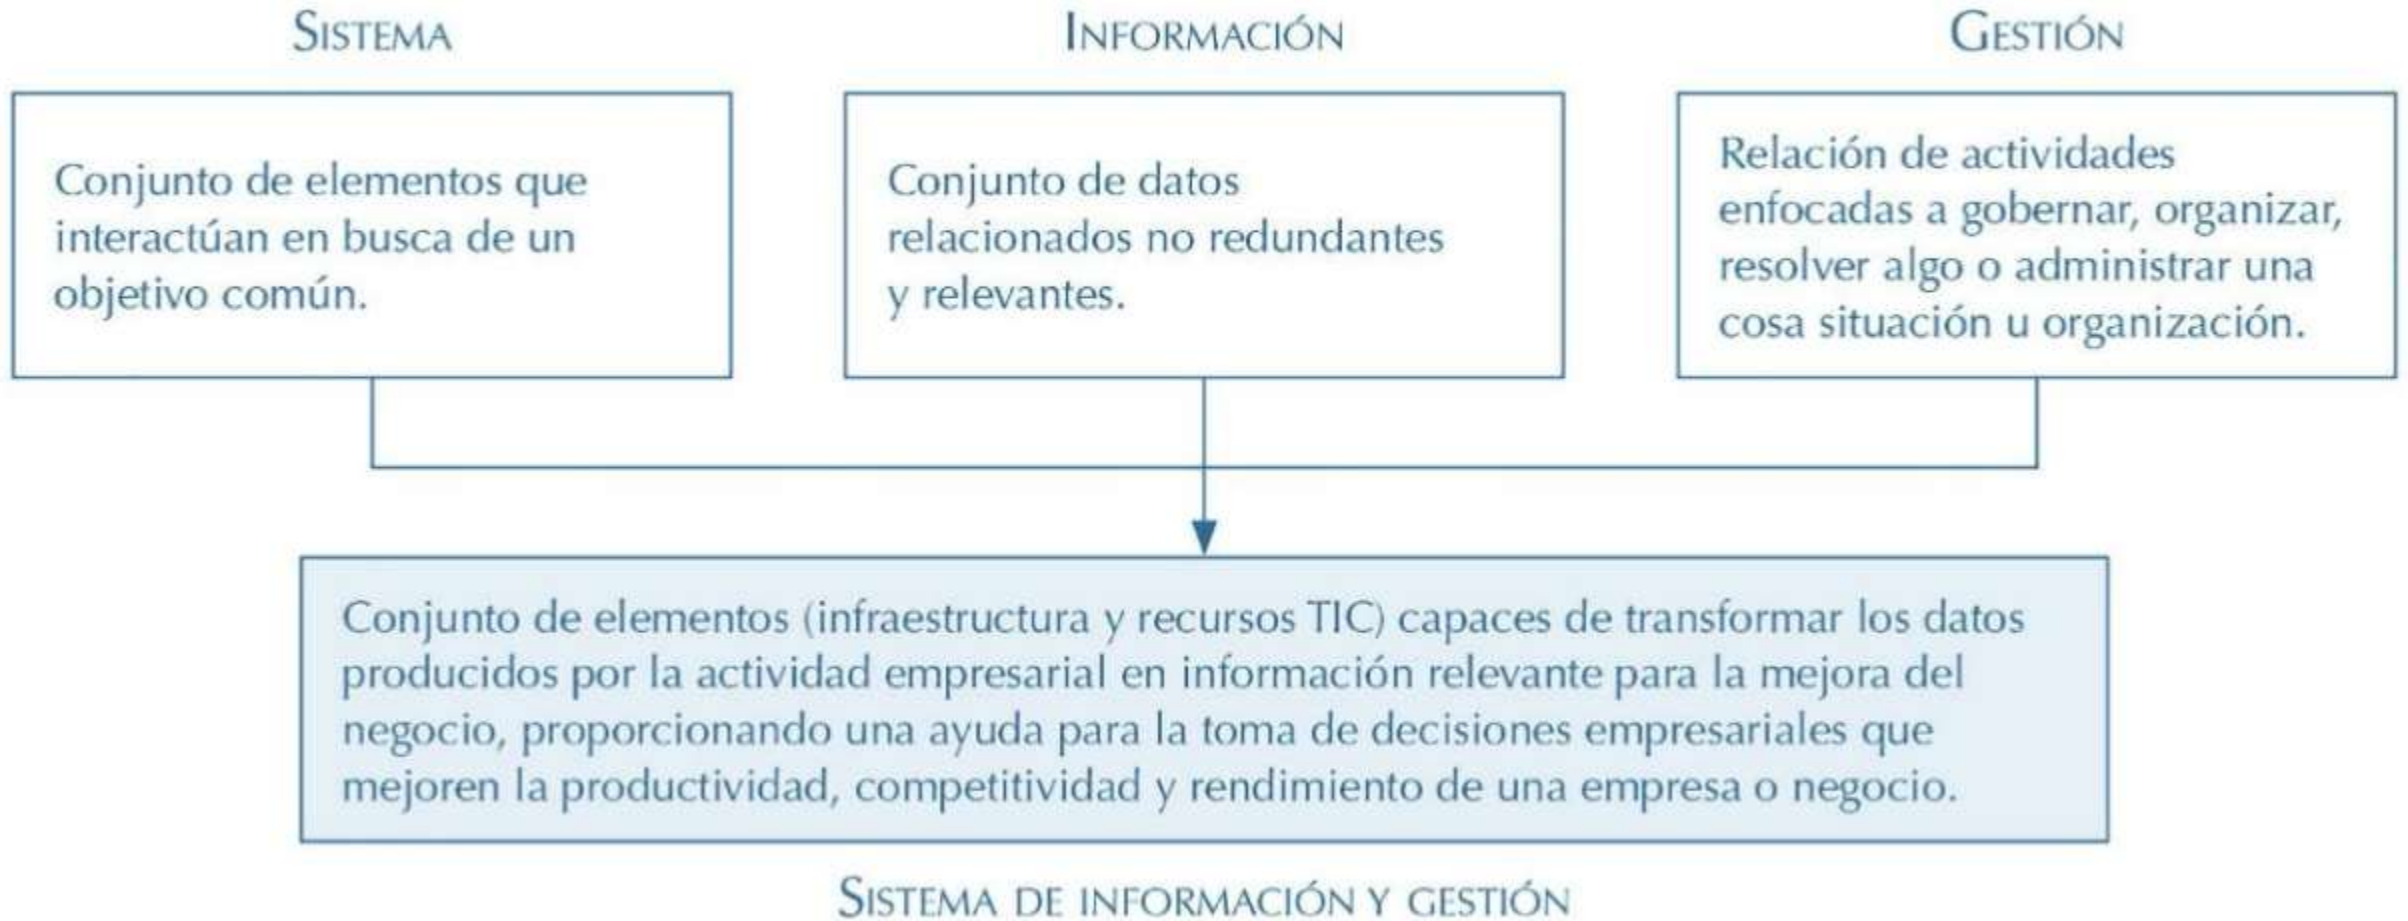 SISTEMA
Conjunto de elementos que
interactúan en busca de un
objetivo común.
INFORMACIÓN
Conjunto de datos
relacionados no redundantes
y relevantes.
GESTIÓN
Relación de actividades
enfocadas a gobernar, organizar,
resolver algo o administrar una
cosa situación u organización.
Conjunto de elementos (infraestructura y recursos TIC) capaces de transformar los datos
producidos por la actividad empresarial en información relevante para la mejora del
negocio, proporcionando una ayuda para la toma de decisiones empresariales que
mejoren la productividad, competitividad y rendimiento de una empresa o negocio.
SISTEMA DE INFORMACIÓN Y GESTIÓN